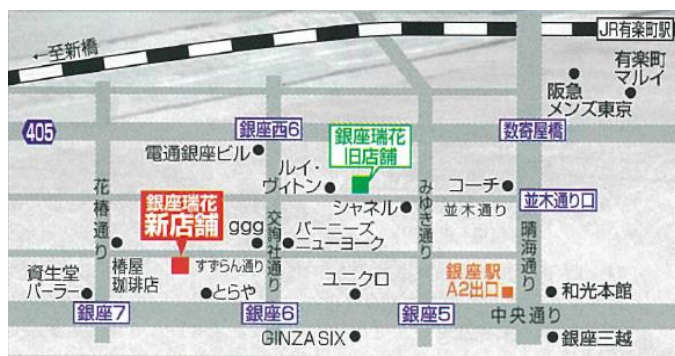 JR有楽町駅
←至新橋
有楽町
マルイ
阪急
メンズ東京
405
銀座西6
数寄屋橋
電通銀座ビル
銀座瑞花
旧店舗
ルイ・
ヴィトン
コーチ
並木通り口
花椿通り
銀座瑞花
新店舗
シャネル
みゆき通り
並木通り
ggg
交詢社通り
バーニーズ
ニューヨーク
晴海通り
椿屋
珈琲店
すずらん通り
資生堂
パーラー
とらや
ユニクロ
銀座駅
A2出口
和光本館
銀座7
銀座6
銀座5
中央通り
GINZA SIX
銀座三越